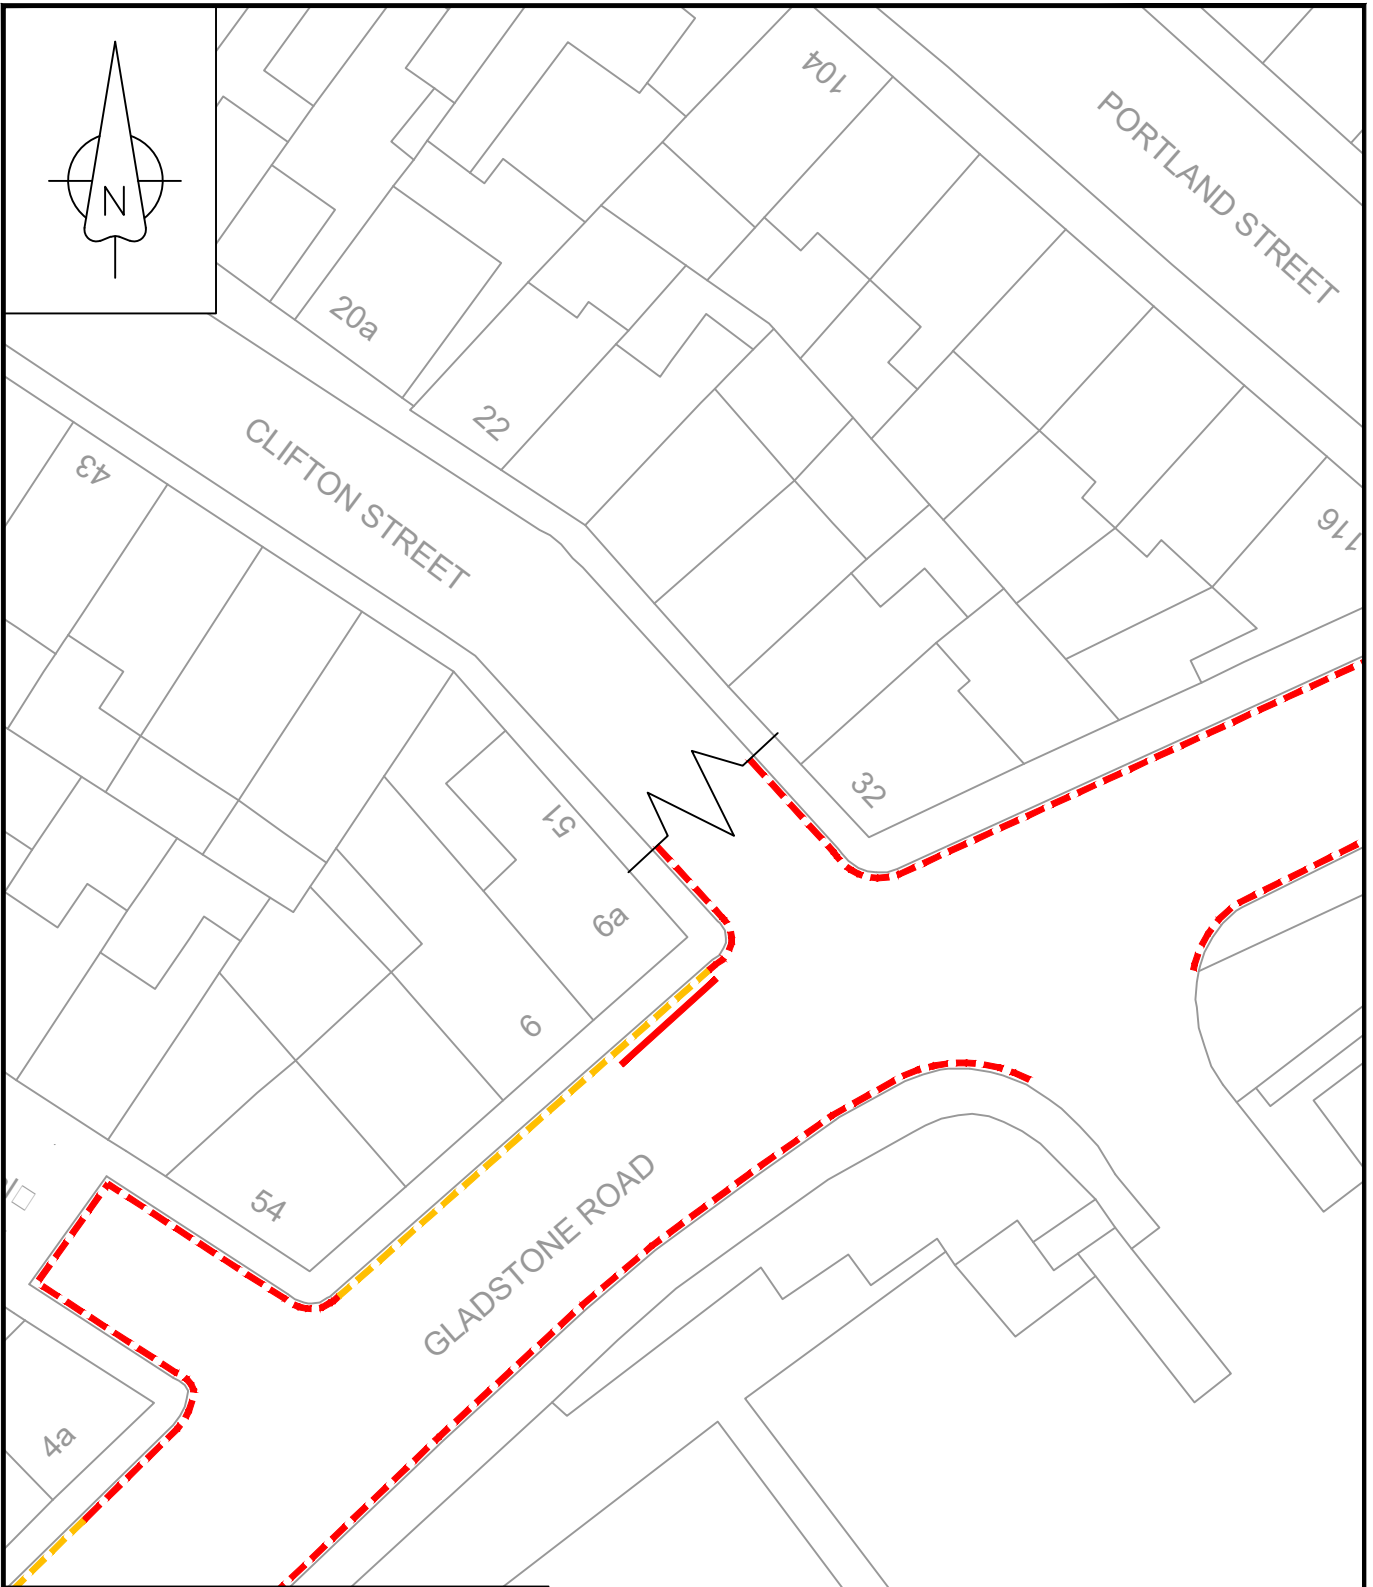 N
104
PORTLAND STREET
20a
22
CLIFTON STREET
43
116
32
51
6a
6
54
GLADSTONE ROAD
4a